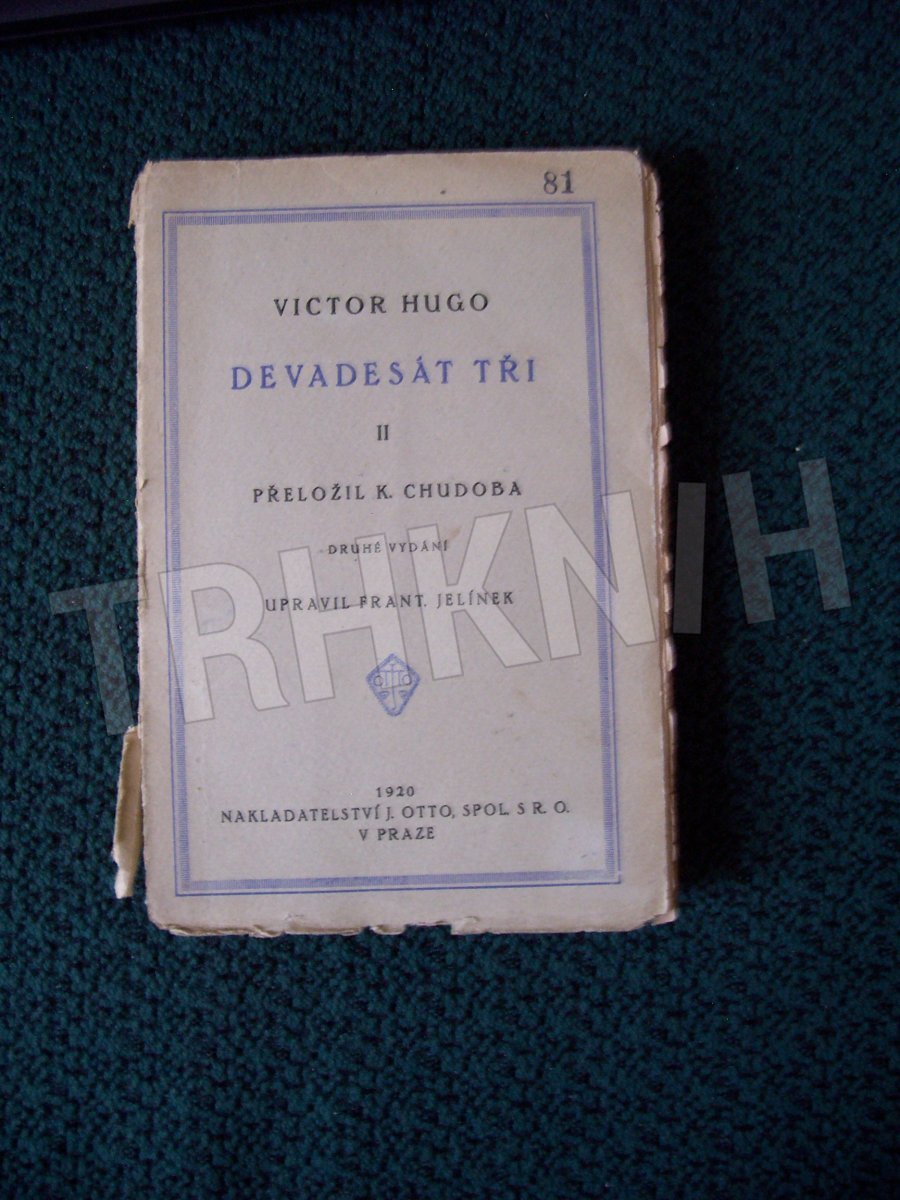 81
VICTOR HUGO
DEVADESÁT TŘI
II
PŘELOŽIL K. CHUDOBA
DRUHÉ VYDÁNÍ
UPRAVIL FRANT. JELÍNEK
OTTO
1920
NAKLADATELSTVÍ J. OTTO, SPOL. S R. O.
V PRAZE
TRHKNIH